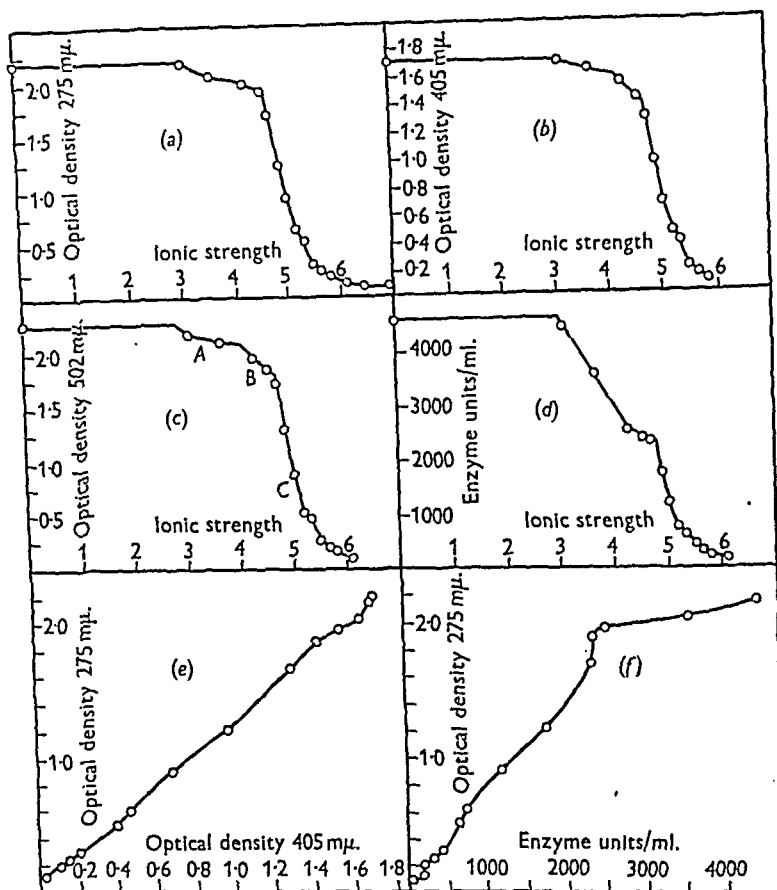 Optical density 275 mμ.
2·0
1·5
1·0
0·5
(a)
Ionic strength
1 2 3 4 5 6
Optical density 405 mμ.
1·8
1·6
1·4
1·2
1·0
0·8
0·6
0·4
0·2
(b)
Ionic strength
1 2 3 4 5 6
Optical density 502 mμ.
2·0
1·5
1·0
0·5
A
B
C
(c)
Ionic strength
1 2 3 4 5 6
Enzyme units/ml.
4000
3000
2000
1000
(d)
Ionic strength
1 2 3 4 5 6
Optical density 275 mμ.
2·0
1·0
(e)
Optical density 405 mμ.
0·2 0·4 0·6 0·8 1·0 1·2 1·4 1·6 1·8
Optical density 275 mμ.
2·0
1·0
(f)
Enzyme units/ml.
1000 2000 3000 4000